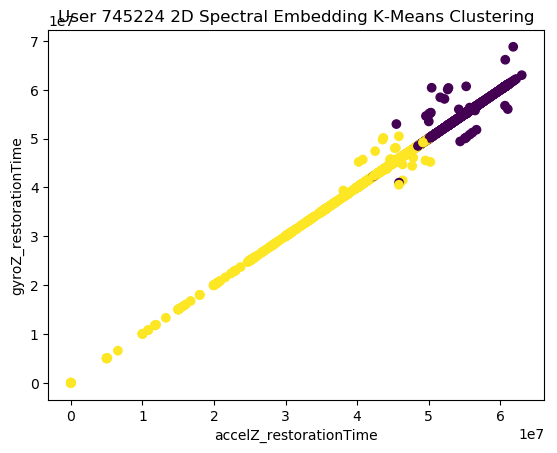 User 745224 2D Spectral Embedding K-Means Clustering
1e7
7
6
5
4
3
2
1
0
gyroZ_restorationTime
0 1 2 3 4 5 6
1e7
accelZ_restorationTime